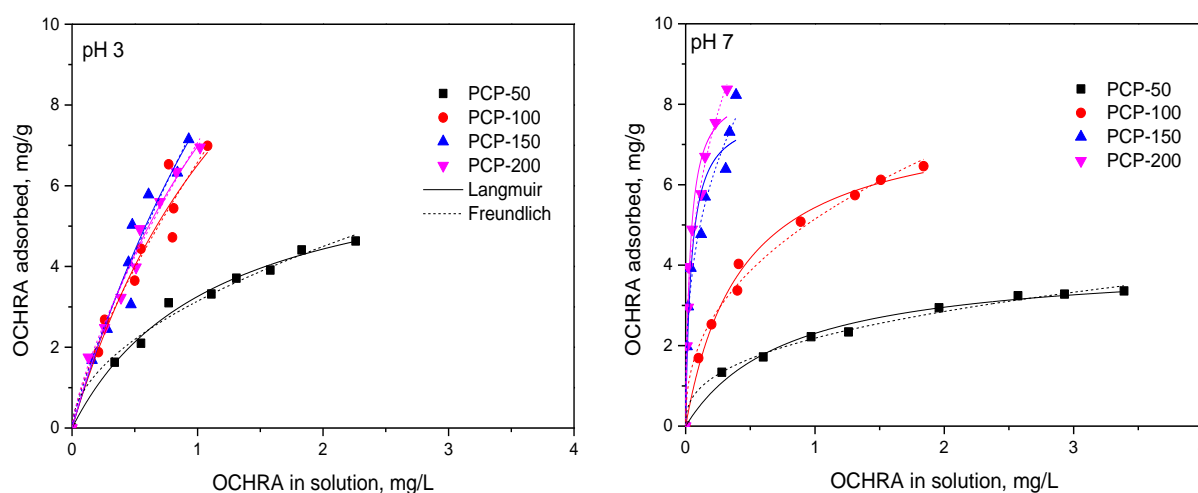 pH 3
10
8
6
4
2
0
OCHRA adsorbed, mg/g
PCP-50
PCP-100
PCP-150
PCP-200
Langmuir
Freundlich
0 1 2 3 4
OCHRA in solution, mg/L
pH 7
10
8
6
4
2
0
OCHRA adsorbed, mg/g
PCP-50
PCP-100
PCP-150
PCP-200
0 1 2 3
OCHRA in solution, mg/L